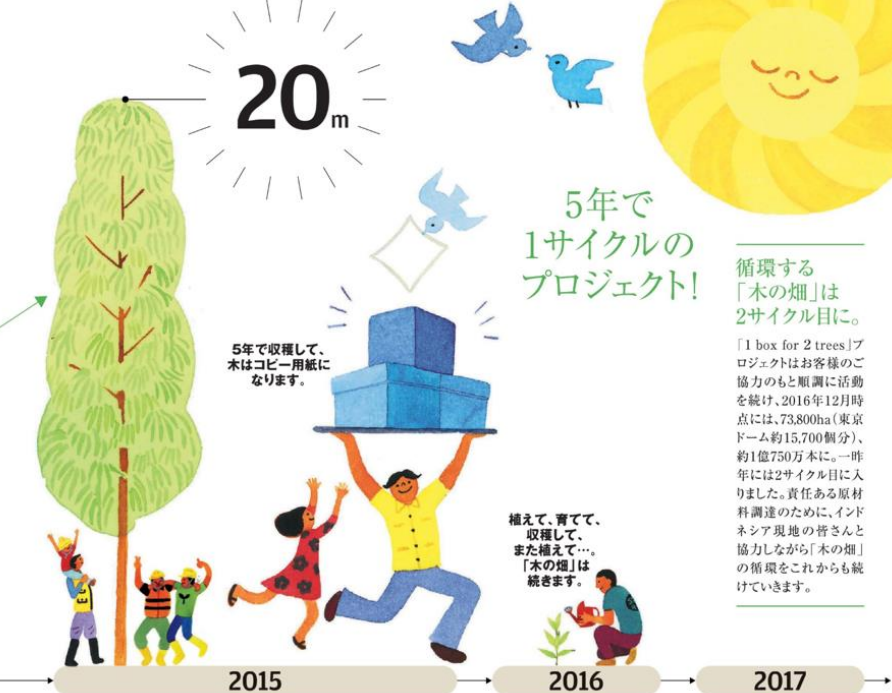 20m
5年で
1サイクルの
プロジェクト!
5年で収穫して、
木はコピー用紙に
なります。
植えて、育てて、
収穫して、
また植えて…。
「木の畑」は
続きます。
循環する
「木の畑」は
2サイクル目に。
「1 box for 2 trees」プ
ロジェクトはお客様のご
協力のもと順調に活動
を続け、2016年12月時
点には、73,800ha(東京
ドーム約15,700個分)、
約1億750万本に。一昨
年には2サイクル目に入
りました。責任ある原材
料調達のために、インド
ネシア現地の皆さんと
協力しながら「木の畑」
の循環をこれからも続
けていきます。
2015
2016
2017